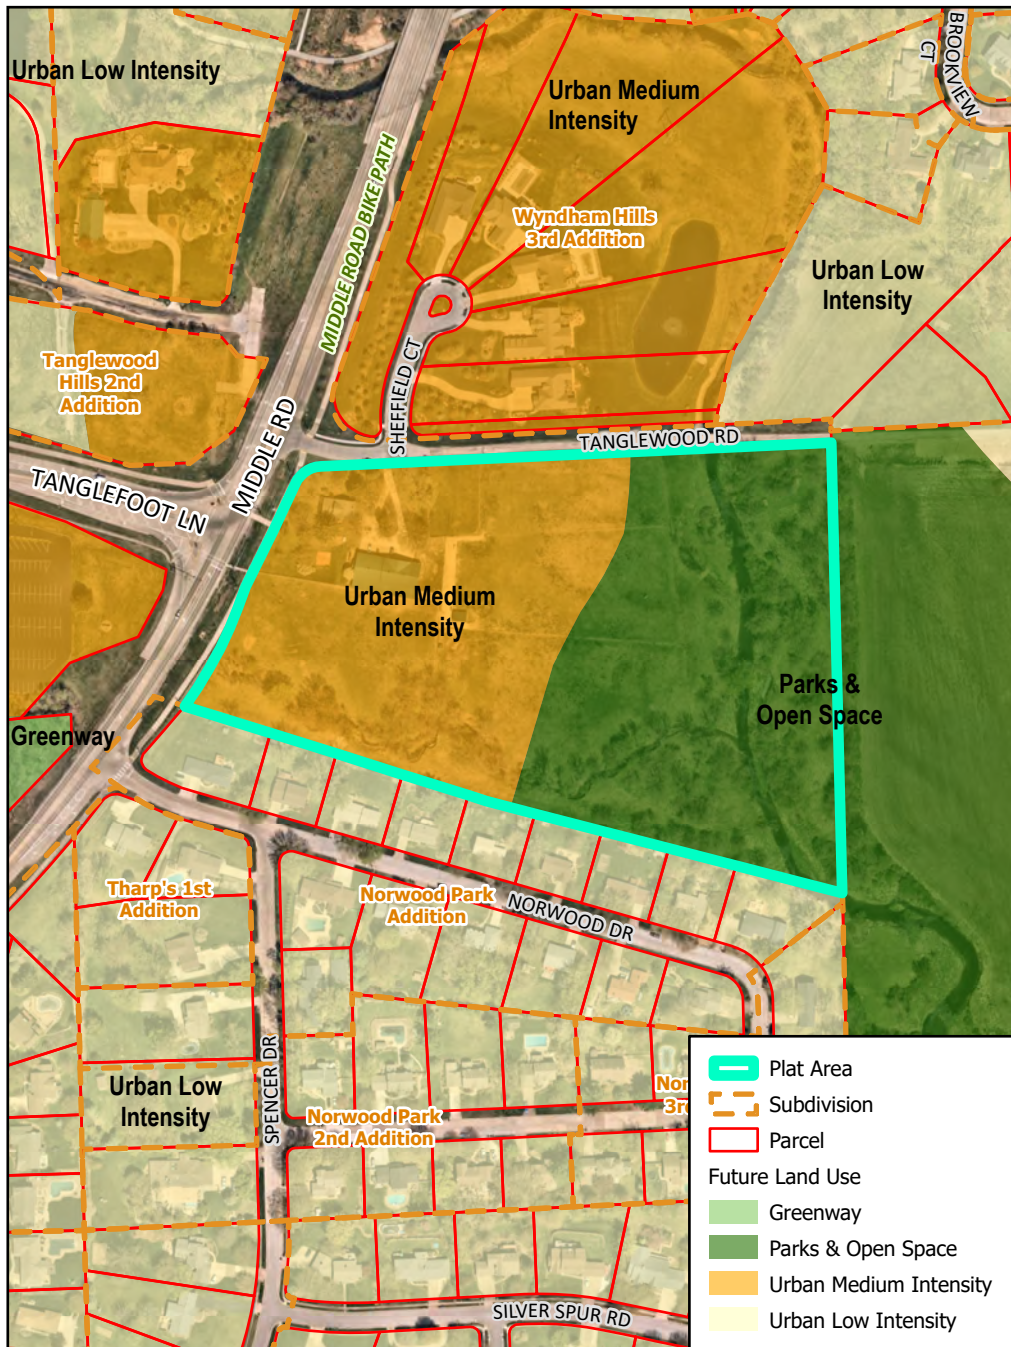 Urban Low Intensity
Urban Medium
Intensity
BROOKVIEW
CT
MIDDLE ROAD BIKE PATH
Wyndham Hills
3rd Addition
Urban Low
Intensity
Tanglewood
Hills 2nd
Addition
SHEFFIELD CT
MIDDLE RD
TANGLEWOOD RD
TANGLEFOOT LN
Urban Medium
Intensity
Parks &
Open Space
Greenway
Tharp's 1st
Addition
Norwood Park
Addition
NORWOOD DR
SPENCER DR
Urban Low
Intensity
Norwood Park
2nd Addition
Nor
3r
SILVER SPUR RD
Plat Area
Subdivision
Parcel
Future Land Use
Greenway
Parks & Open Space
Urban Medium Intensity
Urban Low Intensity